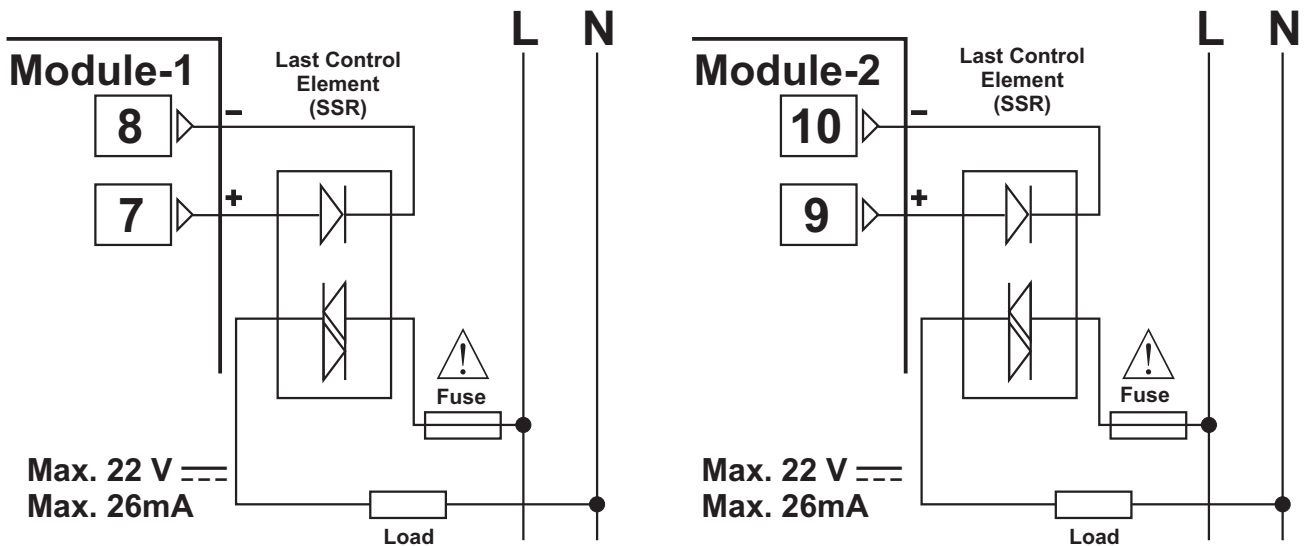 L N
Module-1
Last Control
Element
(SSR)
8
−
7
+
Fuse
Max. 22 V
Max. 26mA
Load
L N
Module-2
Last Control
Element
(SSR)
10
−
9
+
Fuse
Max. 22 V
Max. 26mA
Load